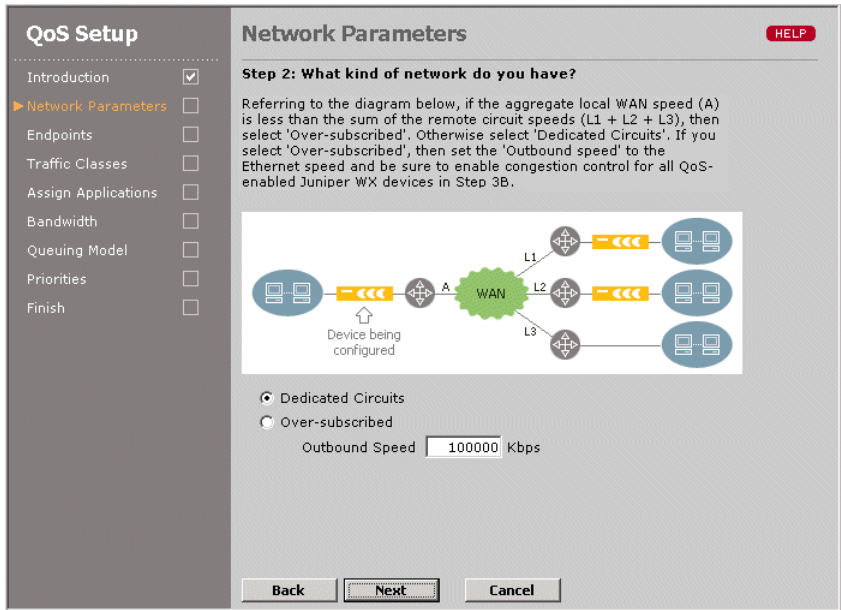 QoS Setup
Introduction
Network Parameters
Endpoints
Traffic Classes
Assign Applications
Bandwidth
Queuing Model
Priorities
Finish
Network Parameters
HELP
Step 2: What kind of network do you have?
Referring to the diagram below, if the aggregate local WAN speed (A)
is less than the sum of the remote circuit speeds (L1 + L2 + L3), then
select 'Over-subscribed'. Otherwise select 'Dedicated Circuits'. If you
select 'Over-subscribed', then set the 'Outbound speed' to the
Ethernet speed and be sure to enable congestion control for all QoS-
enabled Juniper WX devices in Step 3B.
L1
A
WAN
L2
L3
Device being
configured
Dedicated Circuits
Over-subscribed
Outbound Speed 100000 Kbps
Back Next Cancel